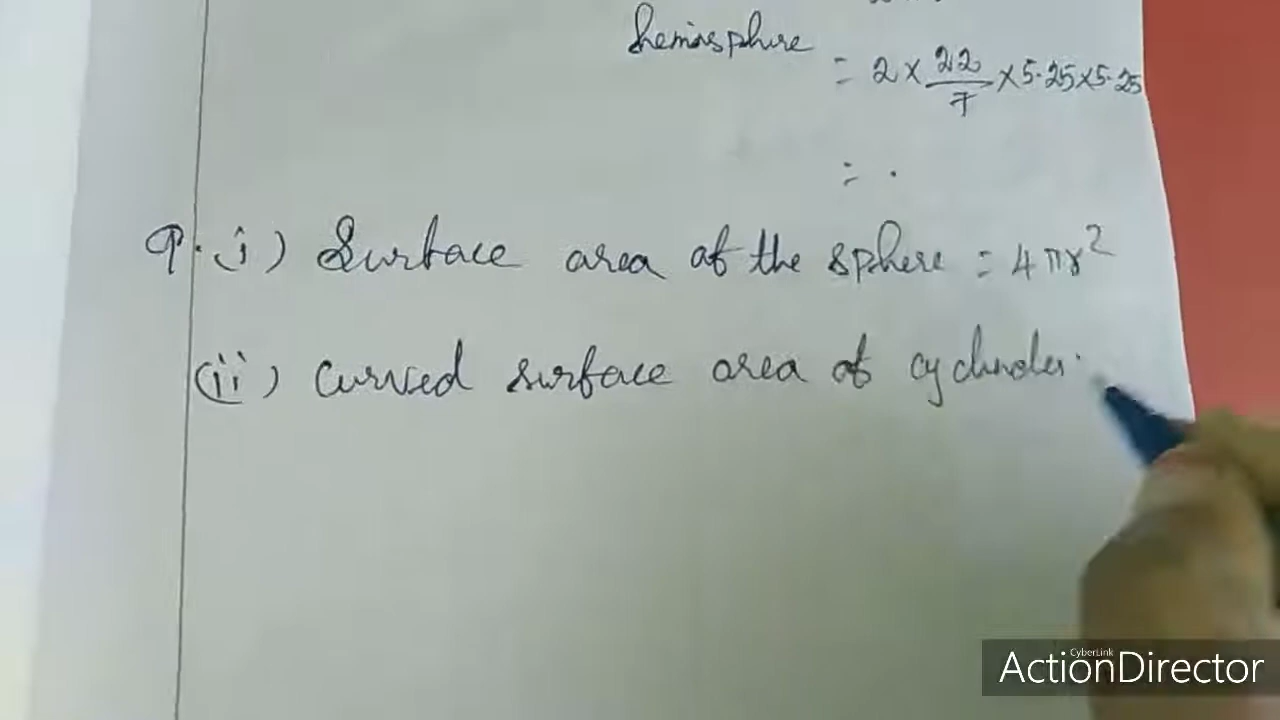 hemisphere
= 2 × 22/7 × 5.25 × 5.25
= .
9. i) Surface area of the sphere = 4πr²
(ii) Curved surface area of cylinder
CyberLink
ActionDirector